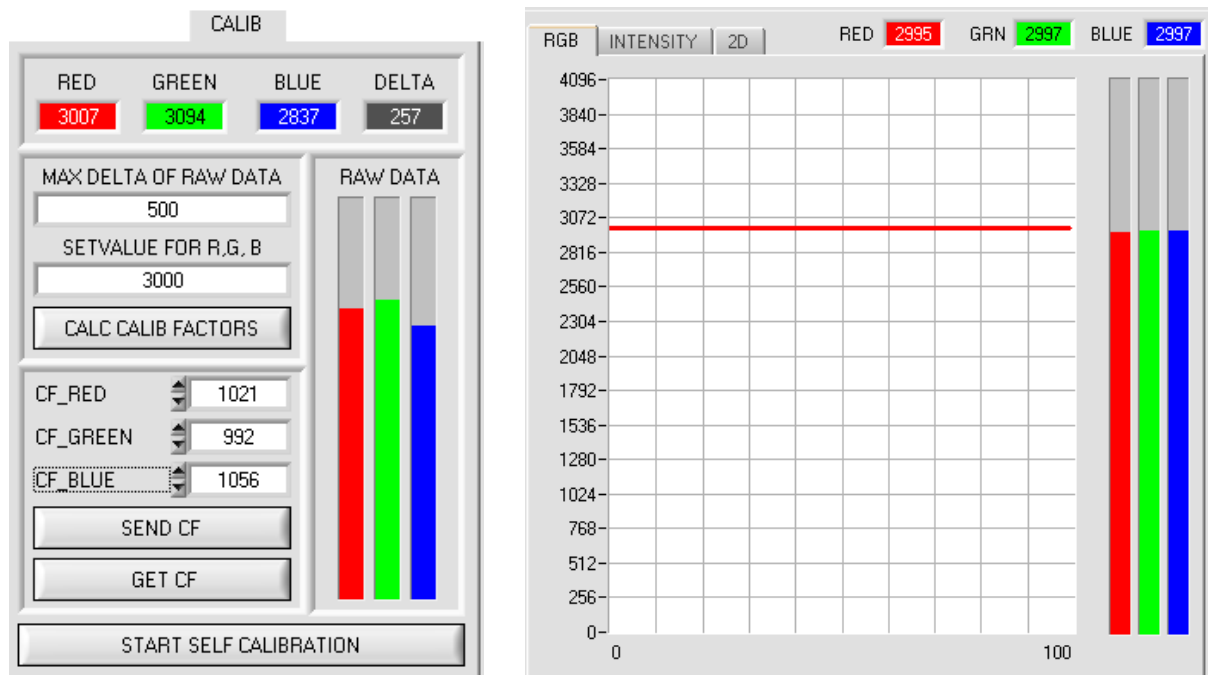 CALIB
RED GREEN BLUE DELTA
3007 3094 2837 257
MAX DELTA OF RAW DATA
500
SETVALUE FOR R,G, B
3000
CALC CALIB FACTORS
RAW DATA
CF_RED 1021
CF_GREEN 992
CF_BLUE 1056
SEND CF
GET CF
START SELF CALIBRATION
RGB INTENSITY 2D RED 2995 GRN 2997 BLUE 2997
4096
3840
3584
3328
3072
2816
2560
2304
2048
1792
1536
1280
1024
768
512
256
0
0 100